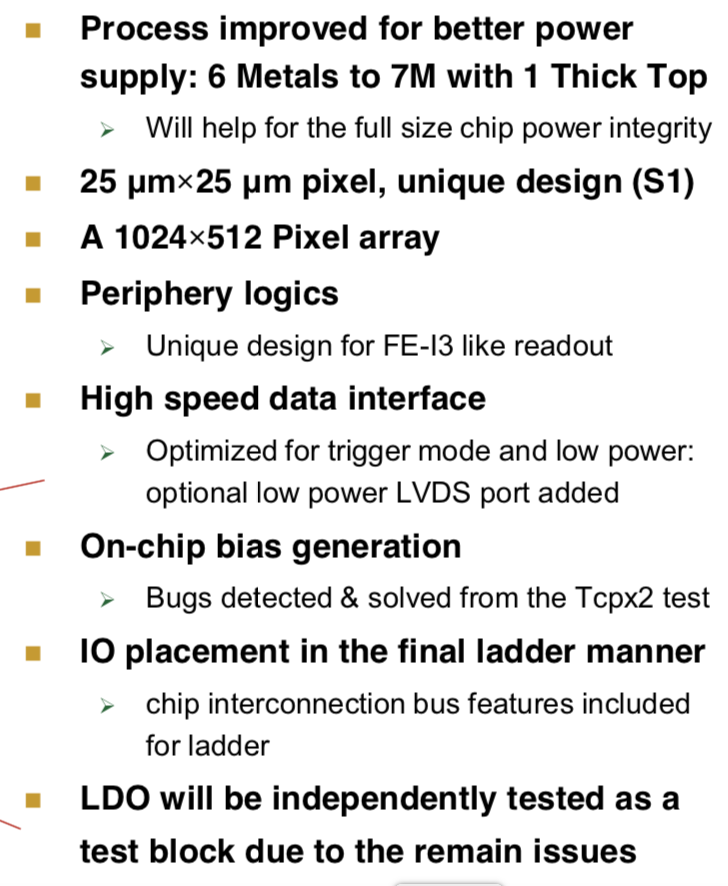 Process improved for better power
supply: 6 Metals to 7M with 1 Thick Top
Will help for the full size chip power integrity
25 μm×25 μm pixel, unique design (S1)
A 1024×512 Pixel array
Periphery logics
Unique design for FE-I3 like readout
High speed data interface
Optimized for trigger mode and low power:
optional low power LVDS port added
On-chip bias generation
Bugs detected & solved from the Tcpx2 test
IO placement in the final ladder manner
chip interconnection bus features included
for ladder
LDO will be independently tested as a
test block due to the remain issues